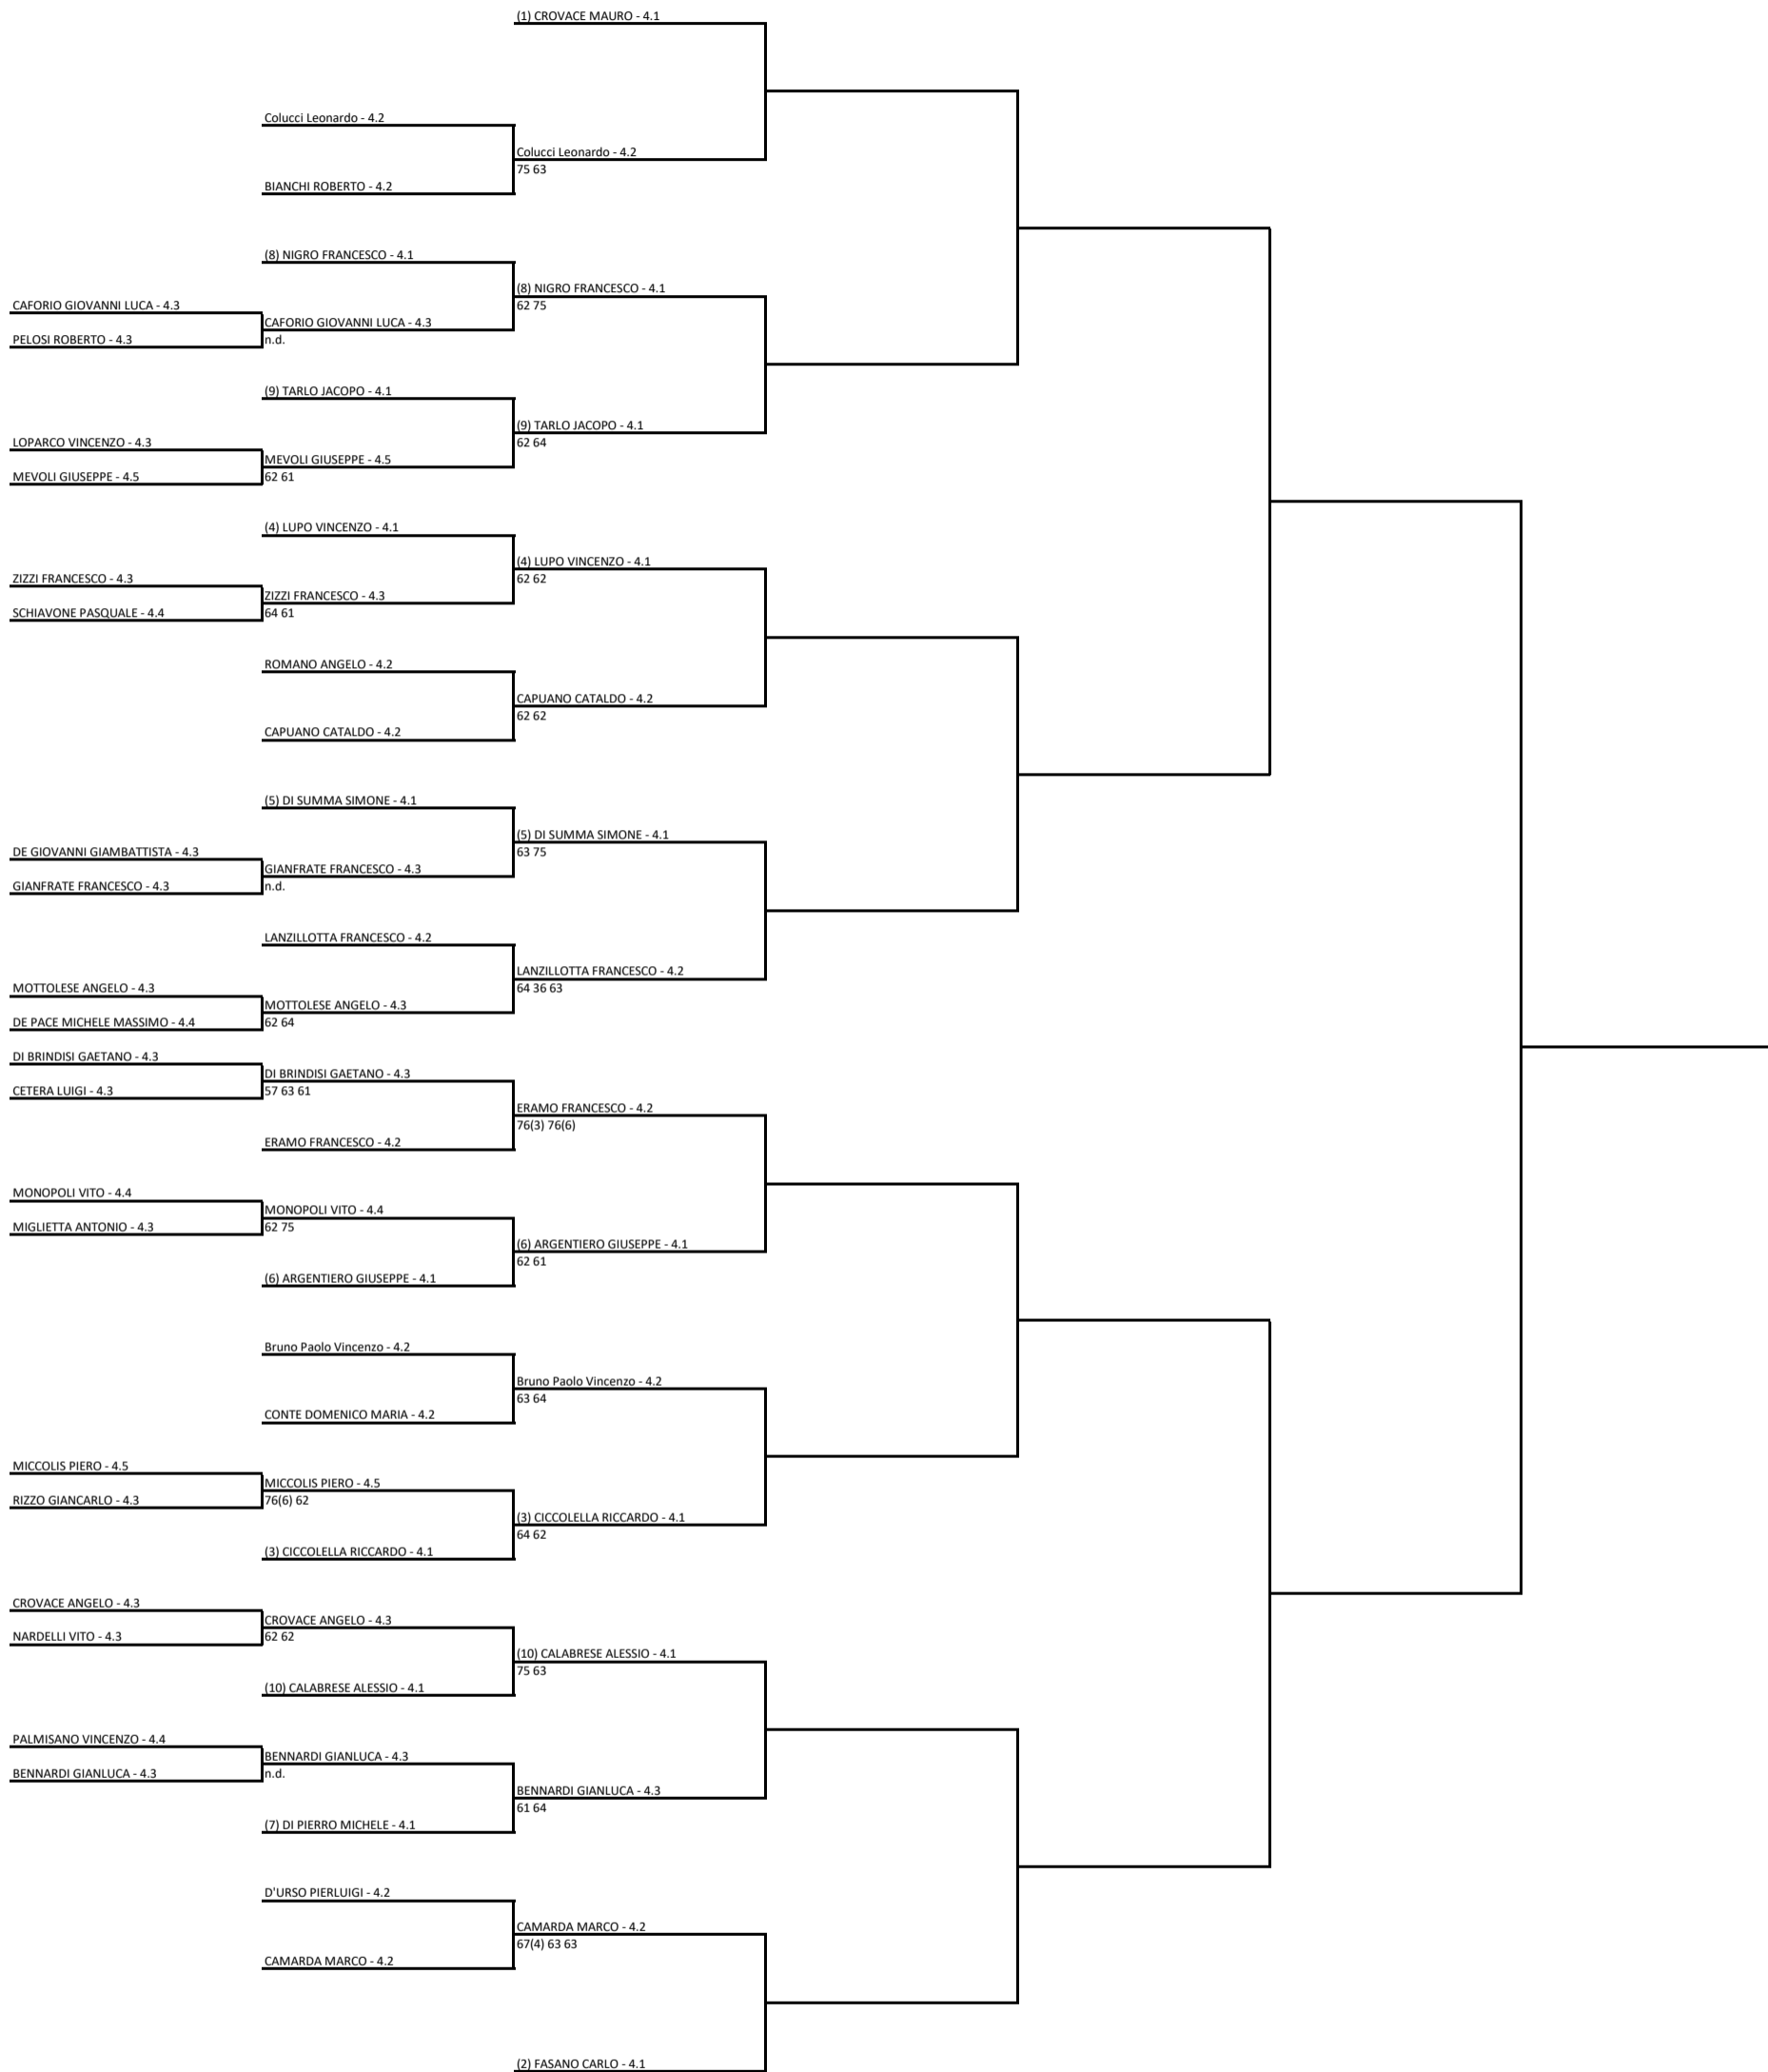 (1) CROVACE MAURO - 4.1
Colucci Leonardo - 4.2
Colucci Leonardo - 4.2
75 63
BIANCHI ROBERTO - 4.2
(8) NIGRO FRANCESCO - 4.1
(8) NIGRO FRANCESCO - 4.1
62 75
CAFORIO GIOVANNI LUCA - 4.3
CAFORIO GIOVANNI LUCA - 4.3
n.d.
PELOSI ROBERTO - 4.3
(9) TARLO JACOPO - 4.1
(9) TARLO JACOPO - 4.1
62 64
LOPARCO VINCENZO - 4.3
MEVOLI GIUSEPPE - 4.5
62 61
MEVOLI GIUSEPPE - 4.5
(4) LUPO VINCENZO - 4.1
(4) LUPO VINCENZO - 4.1
62 62
ZIZZI FRANCESCO - 4.3
ZIZZI FRANCESCO - 4.3
64 61
SCHIAVONE PASQUALE - 4.4
ROMANO ANGELO - 4.2
CAPUANO CATALDO - 4.2
62 62
CAPUANO CATALDO - 4.2
(5) DI SUMMA SIMONE - 4.1
(5) DI SUMMA SIMONE - 4.1
63 75
DE GIOVANNI GIAMBATTISTA - 4.3
GIANFRATE FRANCESCO - 4.3
n.d.
GIANFRATE FRANCESCO - 4.3
LANZILLOTTA FRANCESCO - 4.2
LANZILLOTTA FRANCESCO - 4.2
64 36 63
MOTTOLESE ANGELO - 4.3
MOTTOLESE ANGELO - 4.3
62 64
DE PACE MICHELE MASSIMO - 4.4
DI BRINDISI GAETANO - 4.3
DI BRINDISI GAETANO - 4.3
57 63 61
CETERA LUIGI - 4.3
ERAMO FRANCESCO - 4.2
76(3) 76(6)
ERAMO FRANCESCO - 4.2
MONOPOLI VITO - 4.4
MONOPOLI VITO - 4.4
62 75
MIGLIETTA ANTONIO - 4.3
(6) ARGENTIERO GIUSEPPE - 4.1
62 61
(6) ARGENTIERO GIUSEPPE - 4.1
Bruno Paolo Vincenzo - 4.2
Bruno Paolo Vincenzo - 4.2
63 64
CONTE DOMENICO MARIA - 4.2
MICCOLIS PIERO - 4.5
MICCOLIS PIERO - 4.5
76(6) 62
RIZZO GIANCARLO - 4.3
(3) CICCOLELLA RICCARDO - 4.1
64 62
(3) CICCOLELLA RICCARDO - 4.1
CROVACE ANGELO - 4.3
CROVACE ANGELO - 4.3
62 62
NARDELLI VITO - 4.3
(10) CALABRESE ALESSIO - 4.1
75 63
(10) CALABRESE ALESSIO - 4.1
PALMISANO VINCENZO - 4.4
BENNARDI GIANLUCA - 4.3
n.d.
BENNARDI GIANLUCA - 4.3
BENNARDI GIANLUCA - 4.3
61 64
(7) DI PIERRO MICHELE - 4.1
D'URSO PIERLUIGI - 4.2
CAMARDA MARCO - 4.2
67(4) 63 63
CAMARDA MARCO - 4.2
(2) FASANO CARLO - 4.1